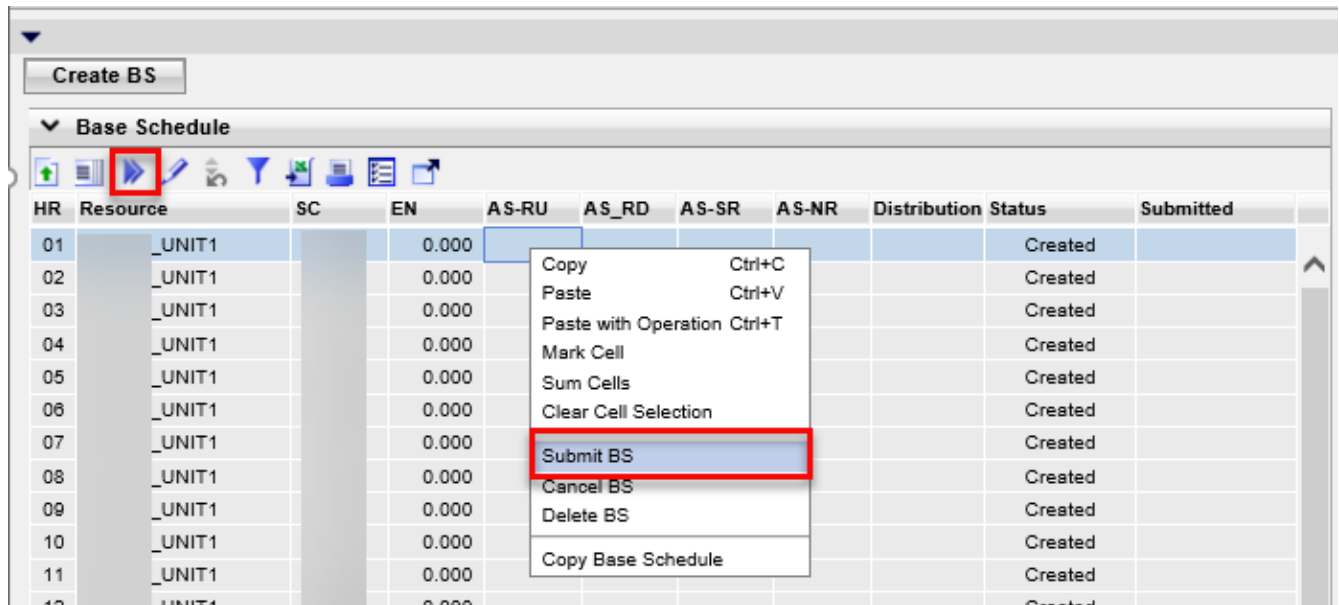 Create BS
Base Schedule
HR Resource SC EN AS-RU AS_RD AS-SR AS-NR Distribution Status Submitted
01 _UNIT1 0.000 Created
02 _UNIT1 0.000 Created
03 _UNIT1 0.000 Created
04 _UNIT1 0.000 Created
05 _UNIT1 0.000 Created
06 _UNIT1 0.000 Created
07 _UNIT1 0.000 Created
08 _UNIT1 0.000 Created
09 _UNIT1 0.000 Created
10 _UNIT1 0.000 Created
11 _UNIT1 0.000 Created
Copy Ctrl+C
Paste Ctrl+V
Paste with Operation Ctrl+T
Mark Cell
Sum Cells
Clear Cell Selection
Submit BS
Cancel BS
Delete BS
Copy Base Schedule